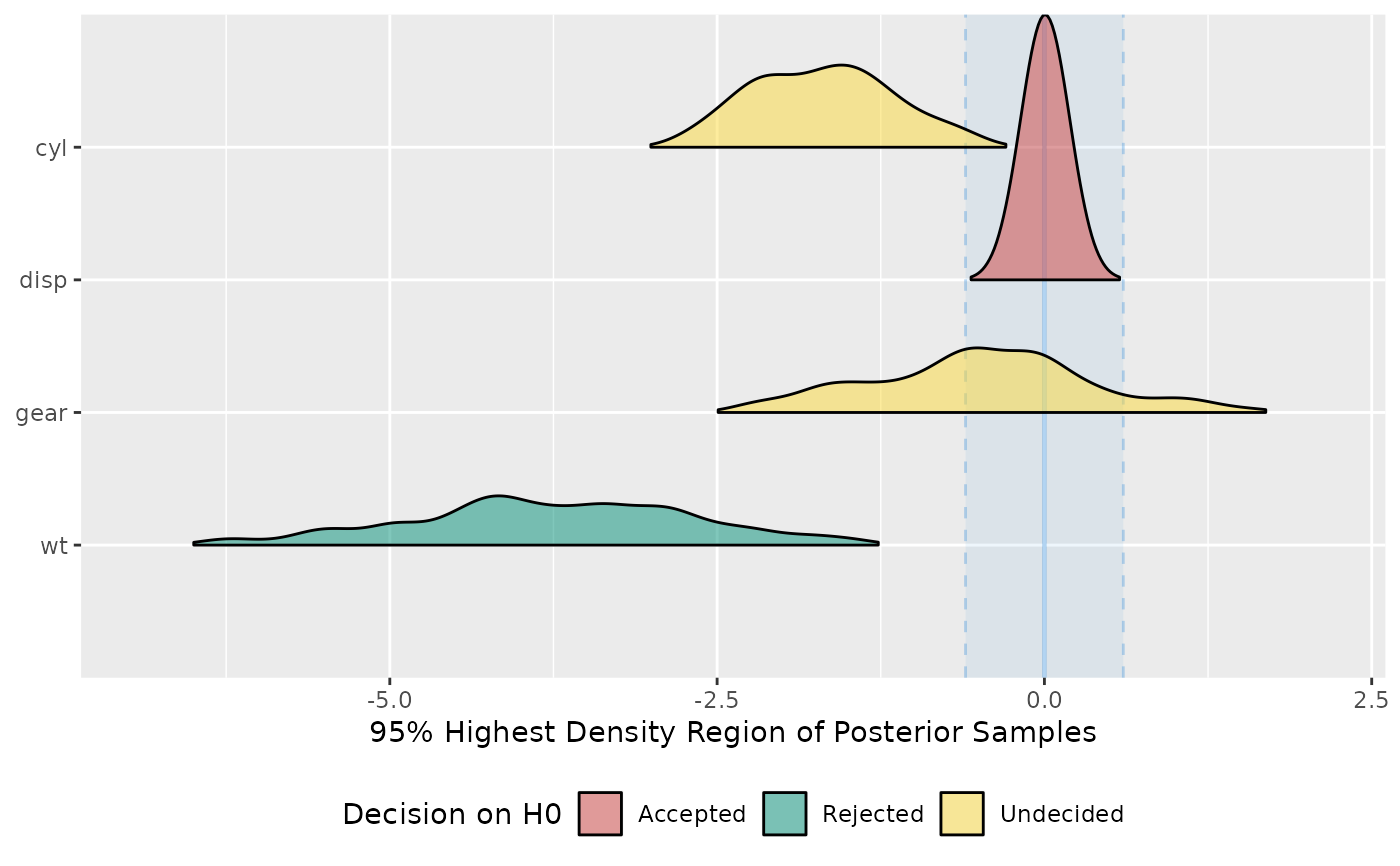 cyl
disp
gear
wt
-5.0 -2.5 0.0 2.5
95% Highest Density Region of Posterior Samples
Decision on H0 Accepted Rejected Undecided